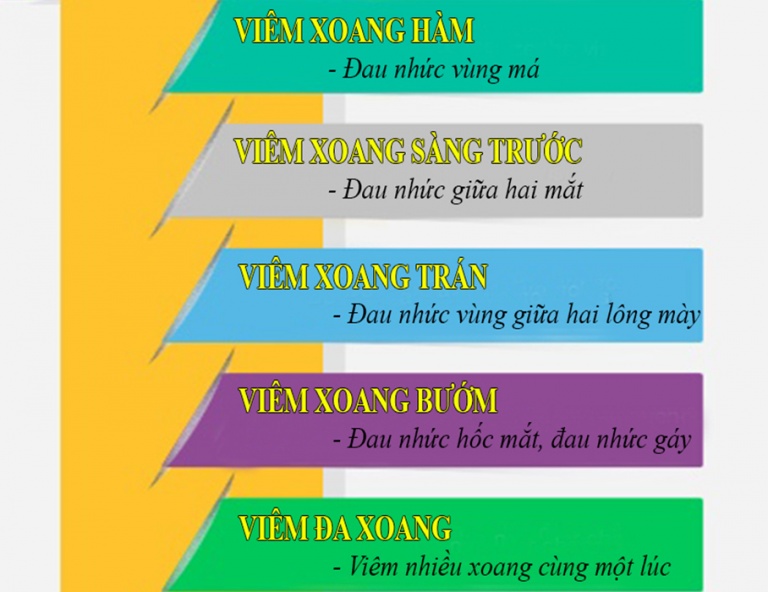 VIÊM XOANG HÀM
- Đau nhức vùng má
VIÊM XOANG SÀNG TRƯỚC
- Đau nhức giữa hai mắt
VIÊM XOANG TRÁN
- Đau nhức vùng giữa hai lông mày
VIÊM XOANG BƯỚM
- Đau nhức hốc mắt, đau nhức gáy
VIÊM ĐA XOANG
- Viêm nhiều xoang cùng một lúc